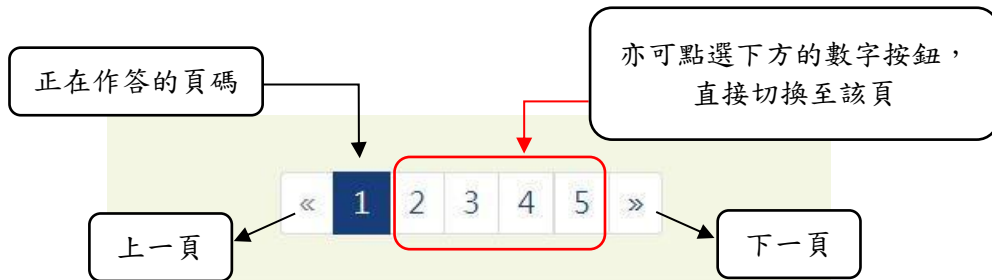 亦可點選下方的數字按鈕，
直接切換至該頁
正在作答的頁碼
« 1 2 3 4 5 »
上一頁
下一頁